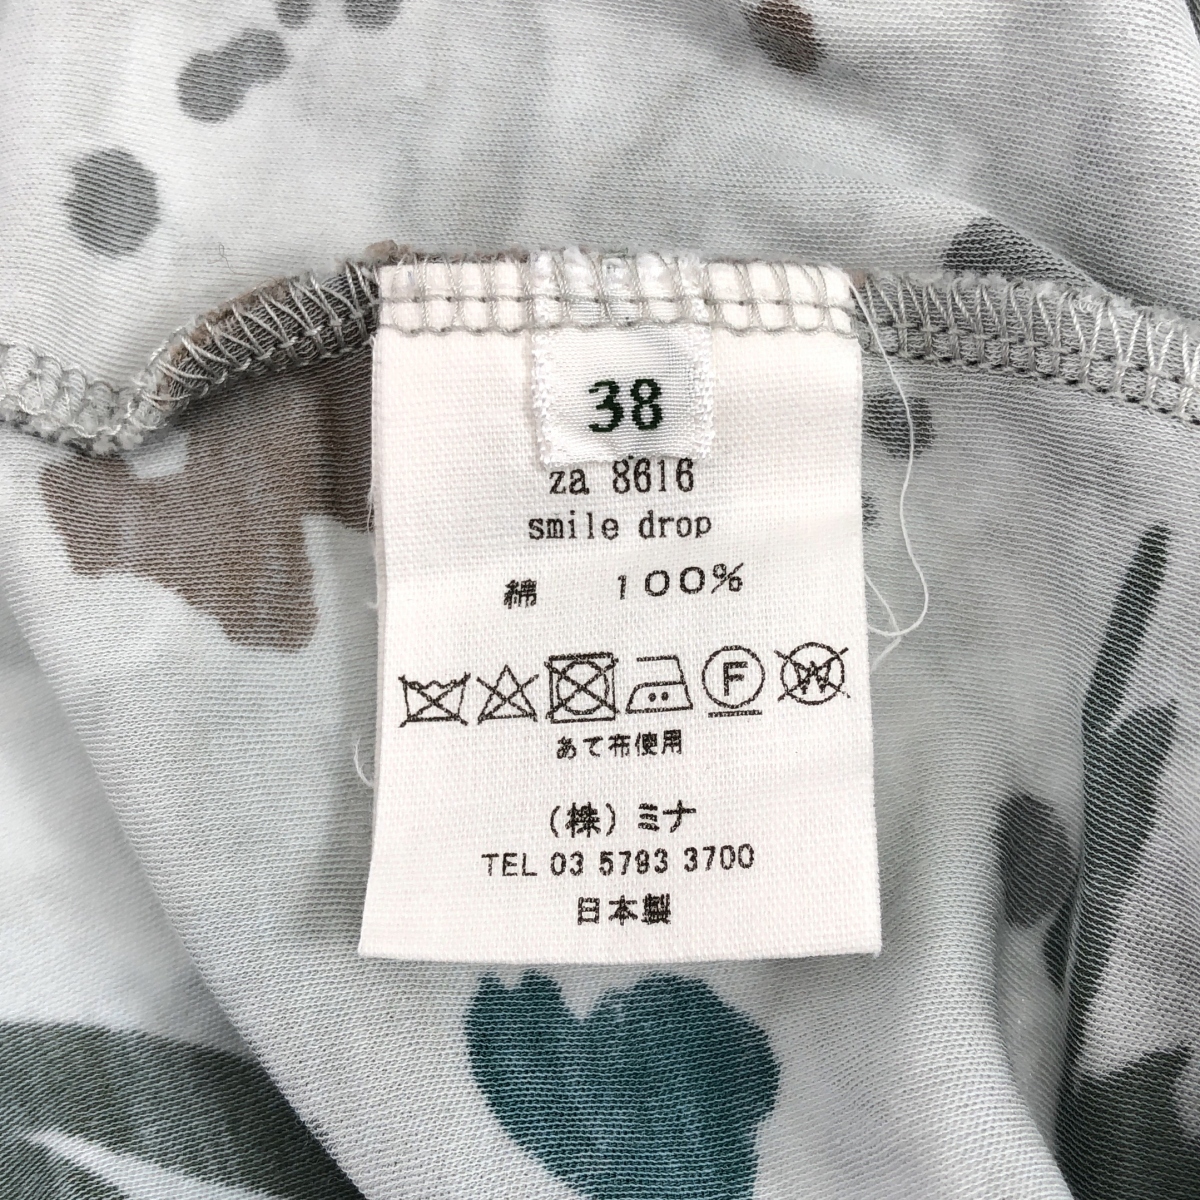 38
za 8616
smile drop
綿 100%
F W
あて布使用
(株)ミナ
TEL 03 5793 3700
日本製